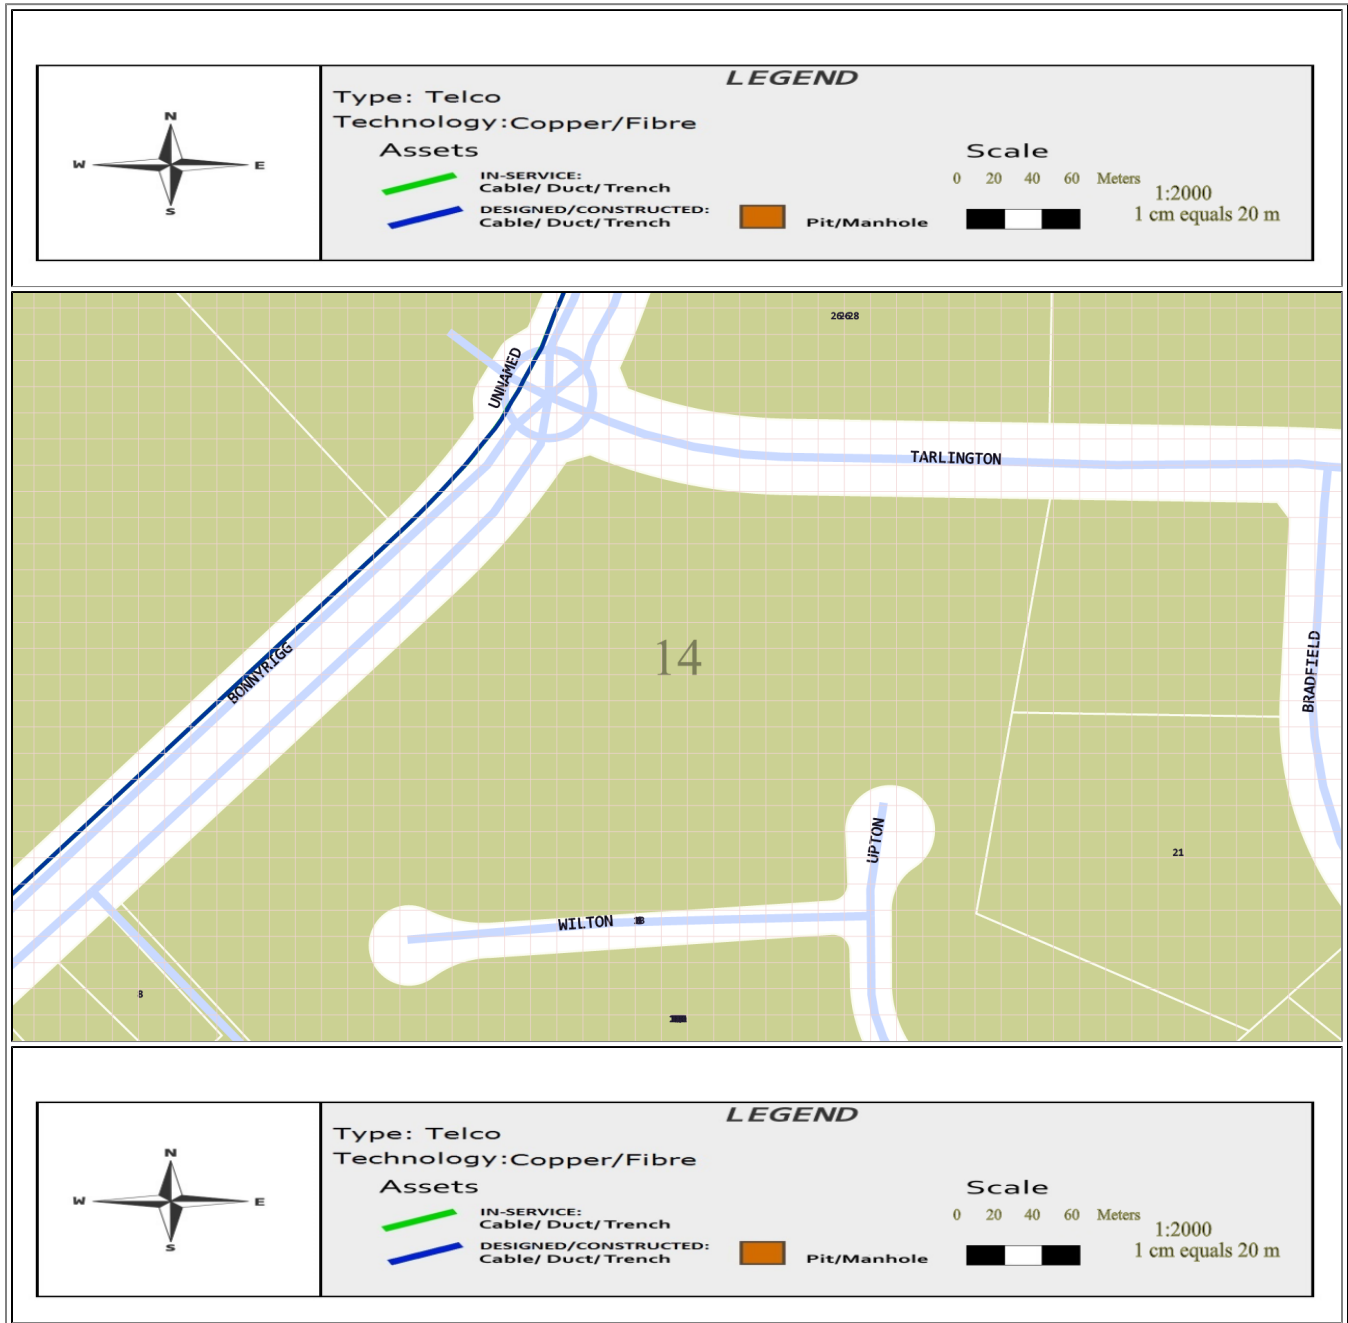 LEGEND
Type: Telco
N
Technology:Copper/Fibre
Assets
Scale
W
E
IN-SERVICE:
Cable/ Duct/ Trench
0 20 40 60 Meters
1:2000
S
DESIGNED/CONSTRUCTED:
Cable/ Duct/ Trench
Pit/Manhole
1 cm equals 20 m
UNNAMED
TARLINGTON
14
BONNYRIGG
BRADFIELD
UPTON
21
WILTON
8
LEGEND
Type: Telco
N
Technology:Copper/Fibre
Assets
Scale
W
E
IN-SERVICE:
Cable/ Duct/ Trench
0 20 40 60 Meters
1:2000
S
DESIGNED/CONSTRUCTED:
Cable/ Duct/ Trench
Pit/Manhole
1 cm equals 20 m